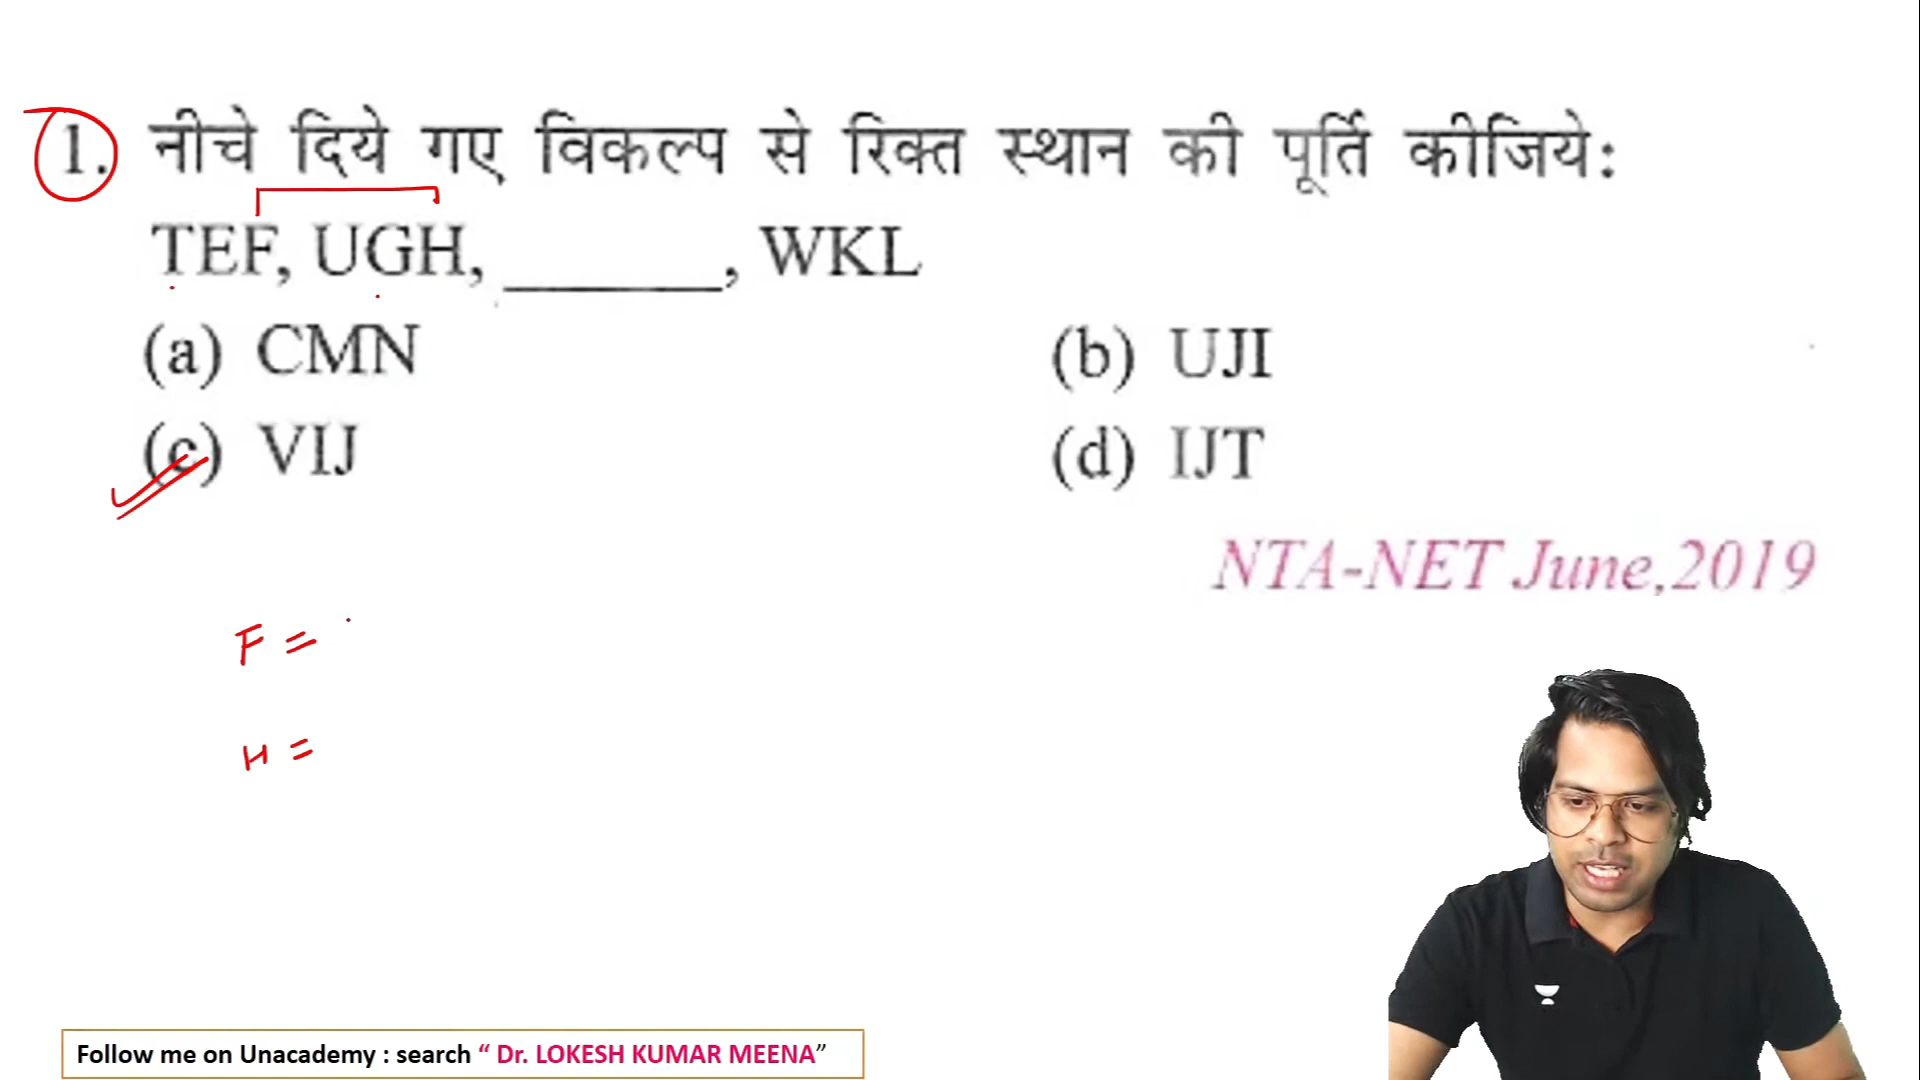 1. नीचे दिये गए विकल्प से रिक्त स्थान की पूर्ति कीजिये:
TEF, UGH, ______, WKL
(a) CMN (b) UJI
(c) VIJ (d) IJT
NTA-NET June,2019
F =
H =
Follow me on Unacademy : search “ Dr. LOKESH KUMAR MEENA”